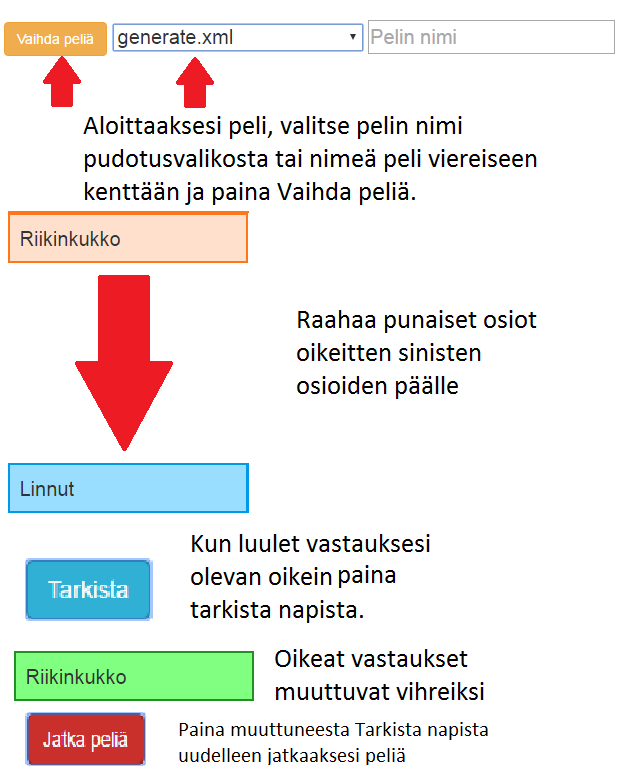 Vaihda peliä generate.xml Pelin nimi
Aloittaaksesi peli, valitse pelin nimi
pudotusvalikosta tai nimeä peli viereiseen
kenttään ja paina Vaihda peliä.
Riikinkukko
Raahaa punaiset osiot
oikeitten sinisten
osioiden päälle
Linnut
Kun luulet vastauksesi
olevan oikein paina
tarkista napista.
Tarkista
Riikinkukko
Oikeat vastaukset
muuttuvat vihreiksi
Jatka peliä
Paina muuttuneesta Tarkista napista
uudelleen jatkaaksesi peliä